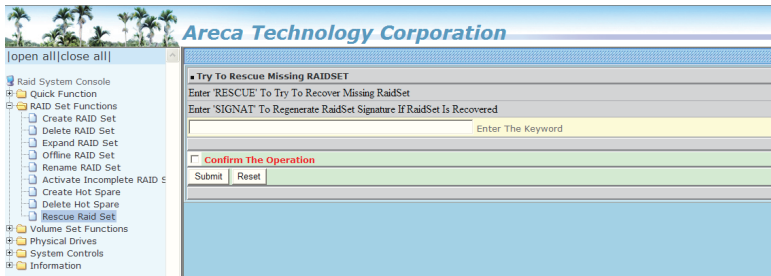 Areca Technology Corporation
|open all|close all|
Raid System Console
Quick Function
RAID Set Functions
Create RAID Set
Delete RAID Set
Expand RAID Set
Offline RAID Set
Rename RAID Set
Activate Incomplete RAID S
Create Hot Spare
Delete Hot Spare
Rescue Raid Set
Volume Set Functions
Physical Drives
System Controls
Information
Try To Rescue Missing RAIDSET
Enter 'RESCUE' To Try To Recover Missing RaidSet
Enter 'SIGNAT' To Regenerate RaidSet Signature If RaidSet Is Recovered
Enter The Keyword
Confirm The Operation
Submit Reset